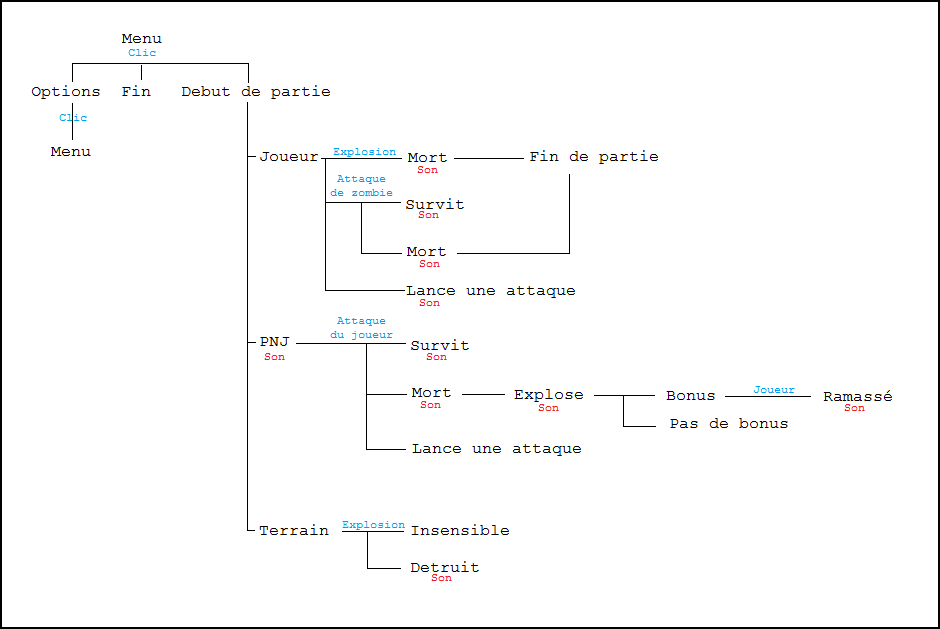 Menu
Clic
Options Fin Debut de partie
Clic
Menu
Joueur Explosion Mort Fin de partie
Son
Attaque
de zombie
Survit
Son
Mort
Son
Lance une attaque
Son
Attaque
du joueur
PNJ Survit
Son Son
Mort Explose Bonus Joueur Ramassé
Son Son Son
Pas de bonus
Lance une attaque
Terrain Explosion Insensible
Detruit
Son